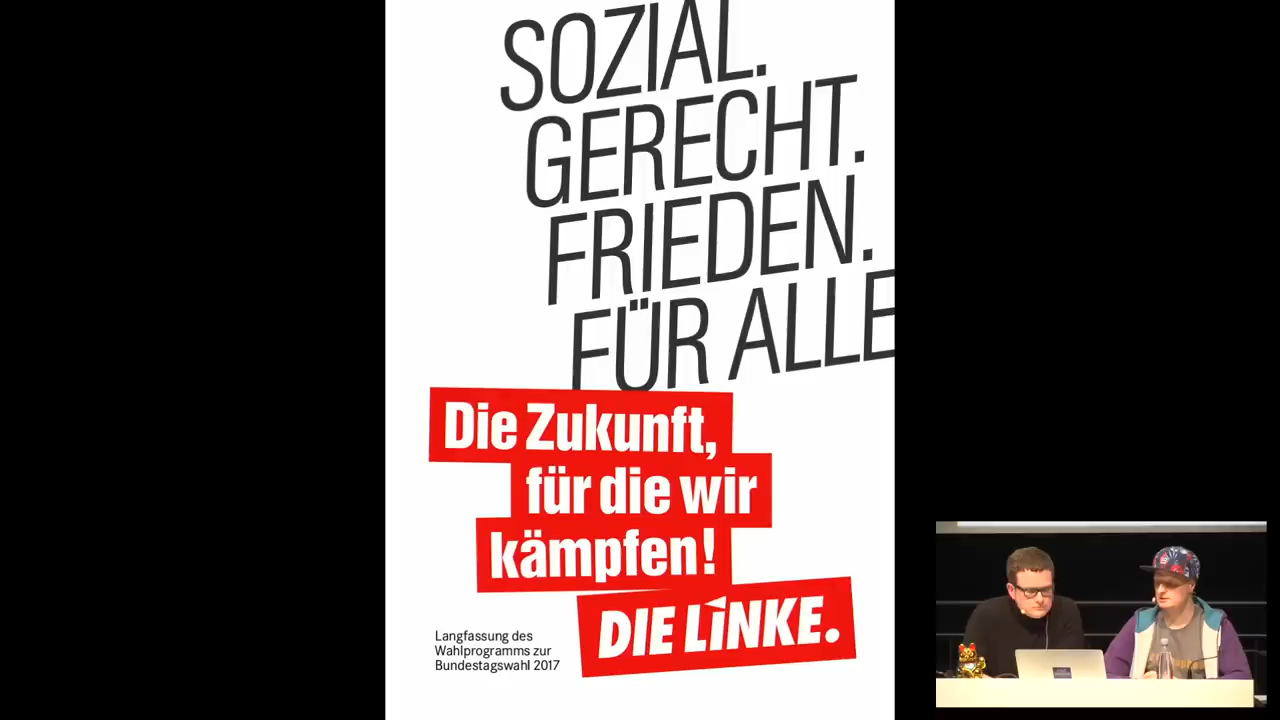 SOZIAL.
GERECHT.
FRIEDEN.
FÜR ALLE
Die Zukunft,
für die wir
kämpfen!
DIE LINKE.
Langfassung des
Wahlprogramms zur
Bundestagswahl 2017